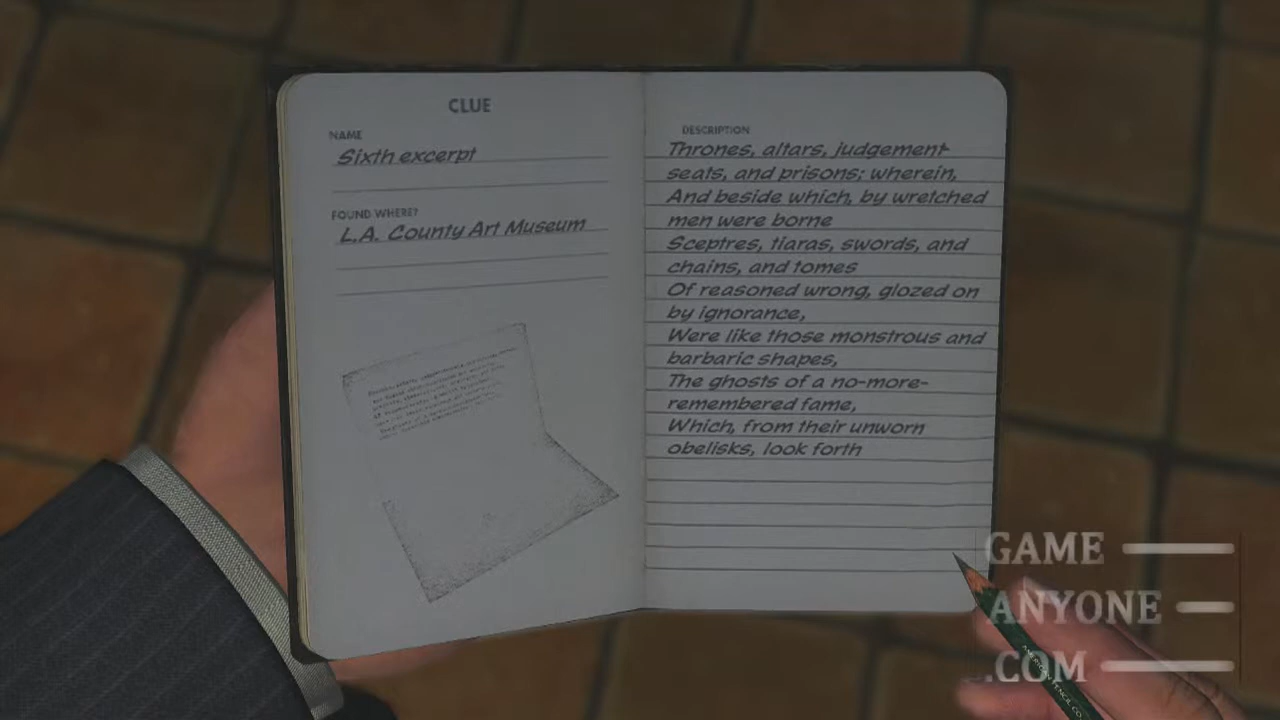 CLUE
NAME
Sixth excerpt
FOUND WHERE?
L.A. County Art Museum
DESCRIPTION
Thrones, altars, judgement
seats, and prisons; wherein,
And beside which, by wretched
men were borne
Sceptres, tiaras, swords, and
chains, and tomes
Of reasoned wrong, glozed on
by ignorance,
Were like those monstrous and
barbaric shapes,
The ghosts of a no-more-
remembered fame,
Which, from their unworn
obelisks, look forth
GAME
ANYONE
.COM